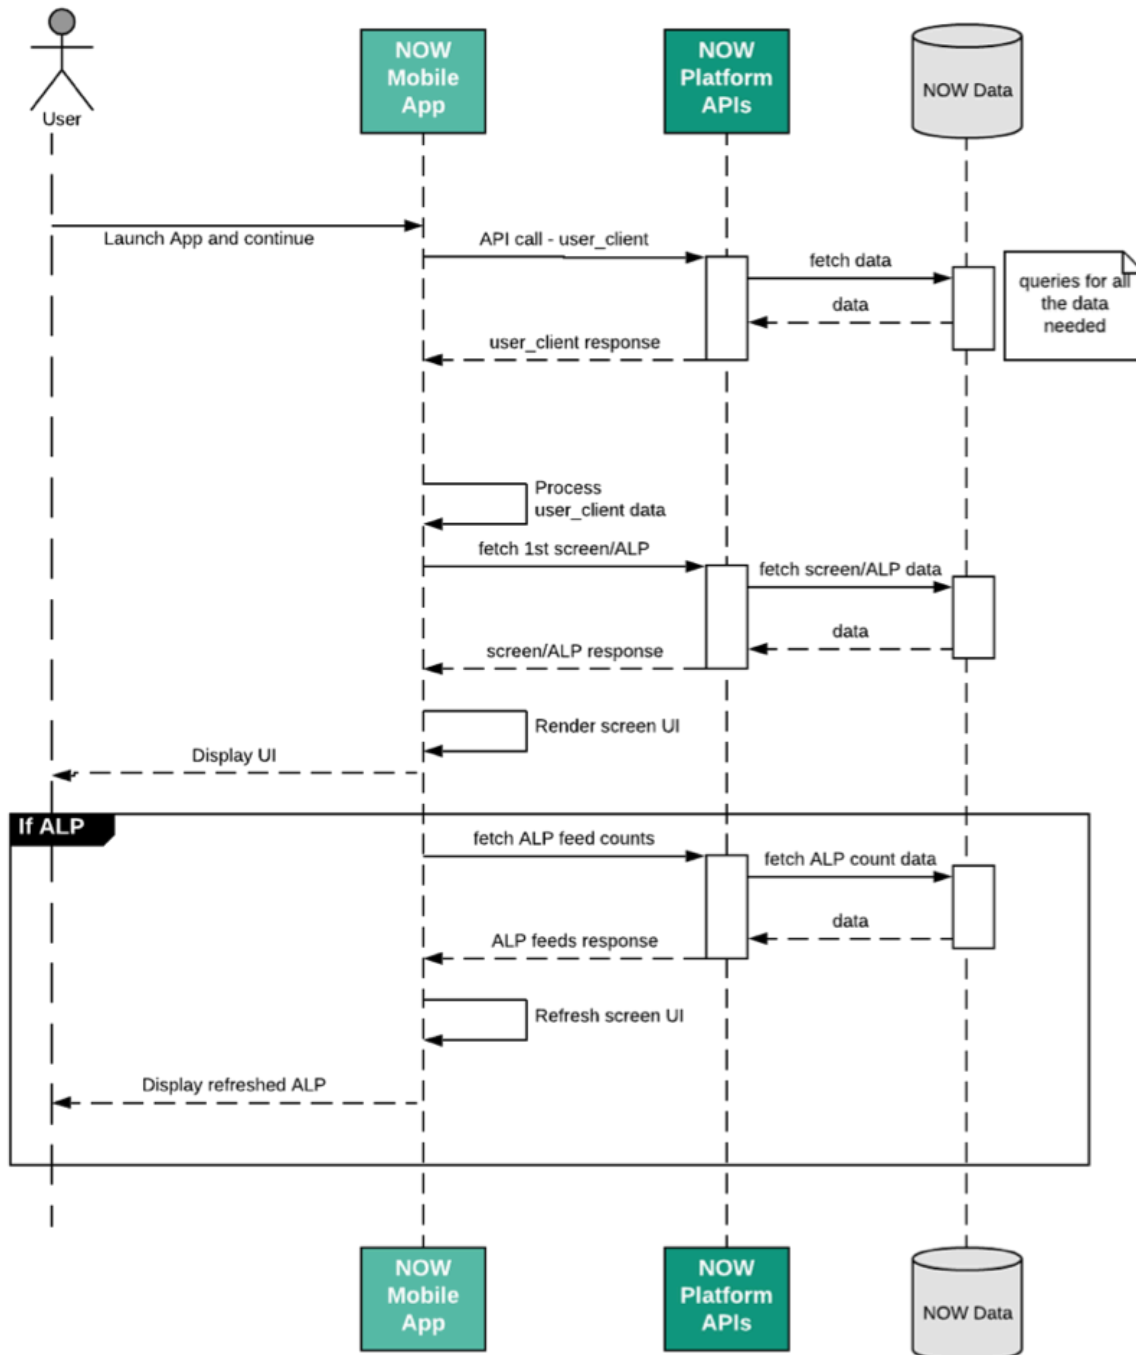 NOW
Mobile
App
NOW
Platform
APIs
NOW Data
User
Launch App and continue
API call - user_client
fetch data
queries for all
the data
needed
data
user_client response
Process
user_client data
fetch 1st screen/ALP
fetch screen/ALP data
data
screen/ALP response
Render screen UI
Display UI
If ALP
fetch ALP feed counts
fetch ALP count data
data
ALP feeds response
Refresh screen UI
Display refreshed ALP
NOW
Mobile
App
NOW
Platform
APIs
NOW Data